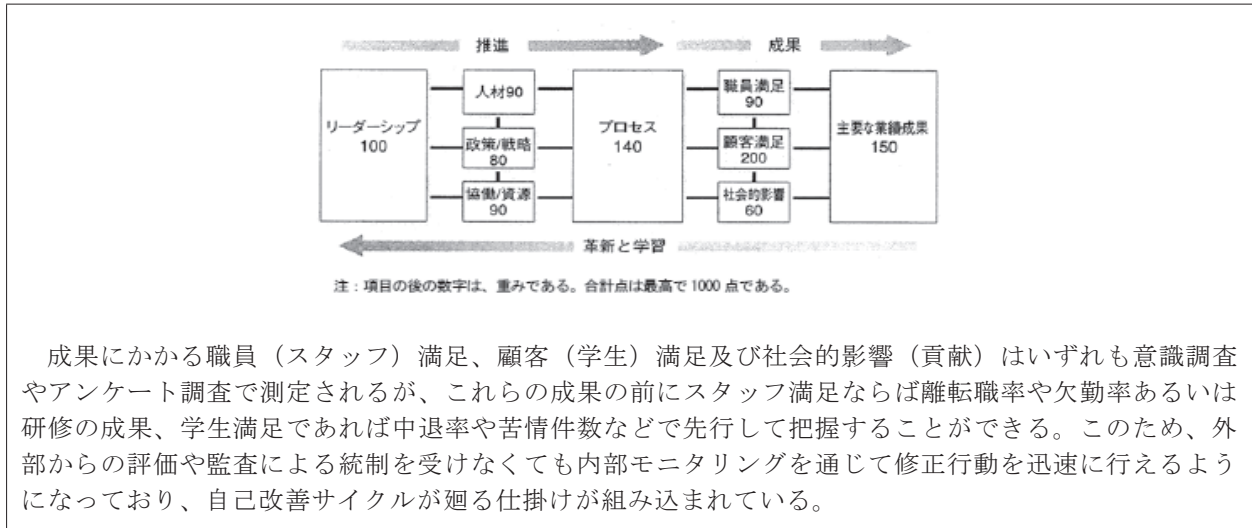 推進
成果
リーダーシップ
100
人材90
政策/戦略
80
協働/資源
90
プロセス
140
職員満足
90
顧客満足
200
社会的影響
60
主要な業績成果
150
革新と学習
注：項目の後の数字は、重みである。合計点は最高で1000点である。
成果にかかる職員（スタッフ）満足、顧客（学生）満足及び社会的影響（貢献）はいずれも意識調査
やアンケート調査で測定されるが、これらの成果の前にスタッフ満足ならば離転職率や欠勤率あるいは
研修の成果、学生満足であれば中退率や苦情件数などで先行して把握することができる。このため、外
部からの評価や監査による統制を受けなくても内部モニタリングを通じて修正行動を迅速に行えるよう
になっており、自己改善サイクルが廻る仕掛けが組み込まれている。